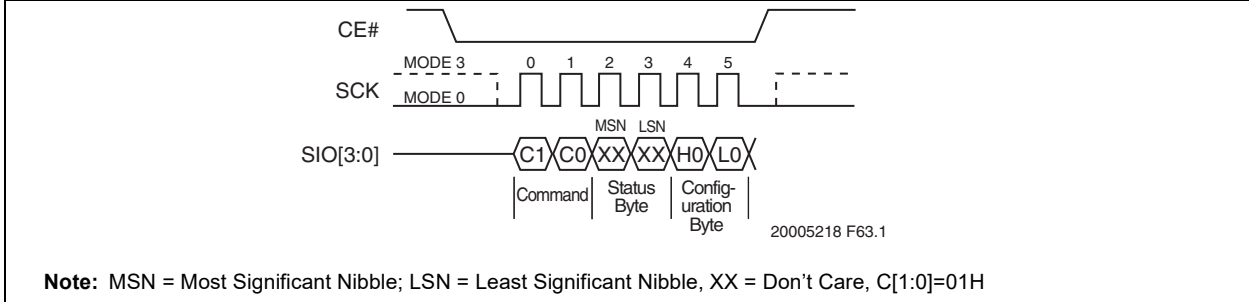 CE#
MODE 3
0 1 2 3 4 5
SCK
MODE 0
MSN LSN
SIO[3:0]
C1 C0 XX XX H0 L0
Command
Status
Byte
Config-
uration
Byte
20005218 F63.1
Note: MSN = Most Significant Nibble; LSN = Least Significant Nibble, XX = Don't Care, C[1:0]=01H